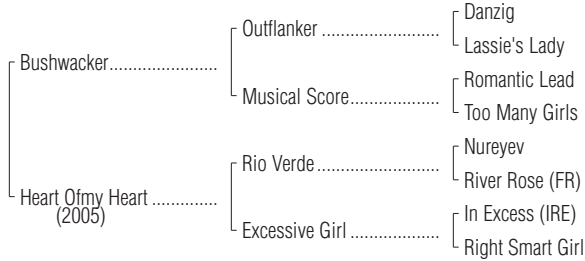 Danzig
Outflanker ........................
Lassie's Lady
Bushwacker......................
Romantic Lead
Musical Score..................
Too Many Girls
Nureyev
Rio Verde.........................
River Rose (FR)
Heart Ofmy Heart .............
(2005)
In Excess (IRE)
Excessive Girl ..................
Right Smart Girl